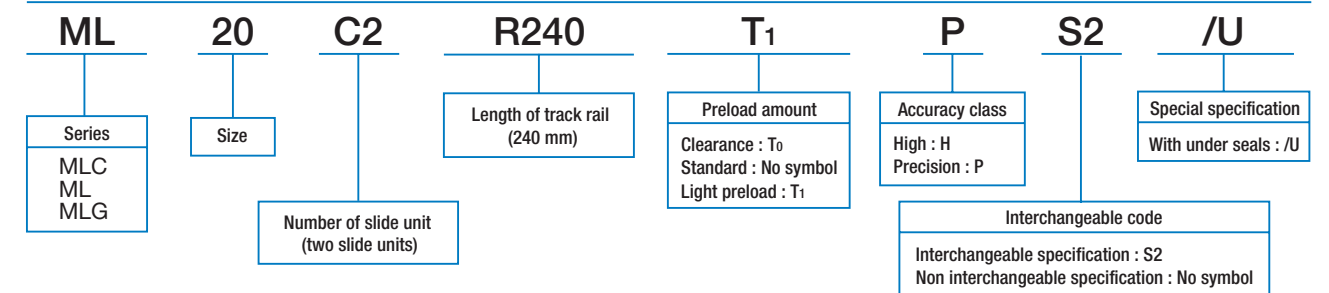 ML 20 C2 R240 T₁ P S2 /U
Series
MLC
ML
MLG
Size
Number of slide unit
(two slide units)
Length of track rail
(240 mm)
Preload amount
Clearance : T₀
Standard : No symbol
Light preload : T₁
Accuracy class
High : H
Precision : P
Interchangeable code
Interchangeable specification : S2
Non interchangeable specification : No symbol
Special specification
With under seals : /U